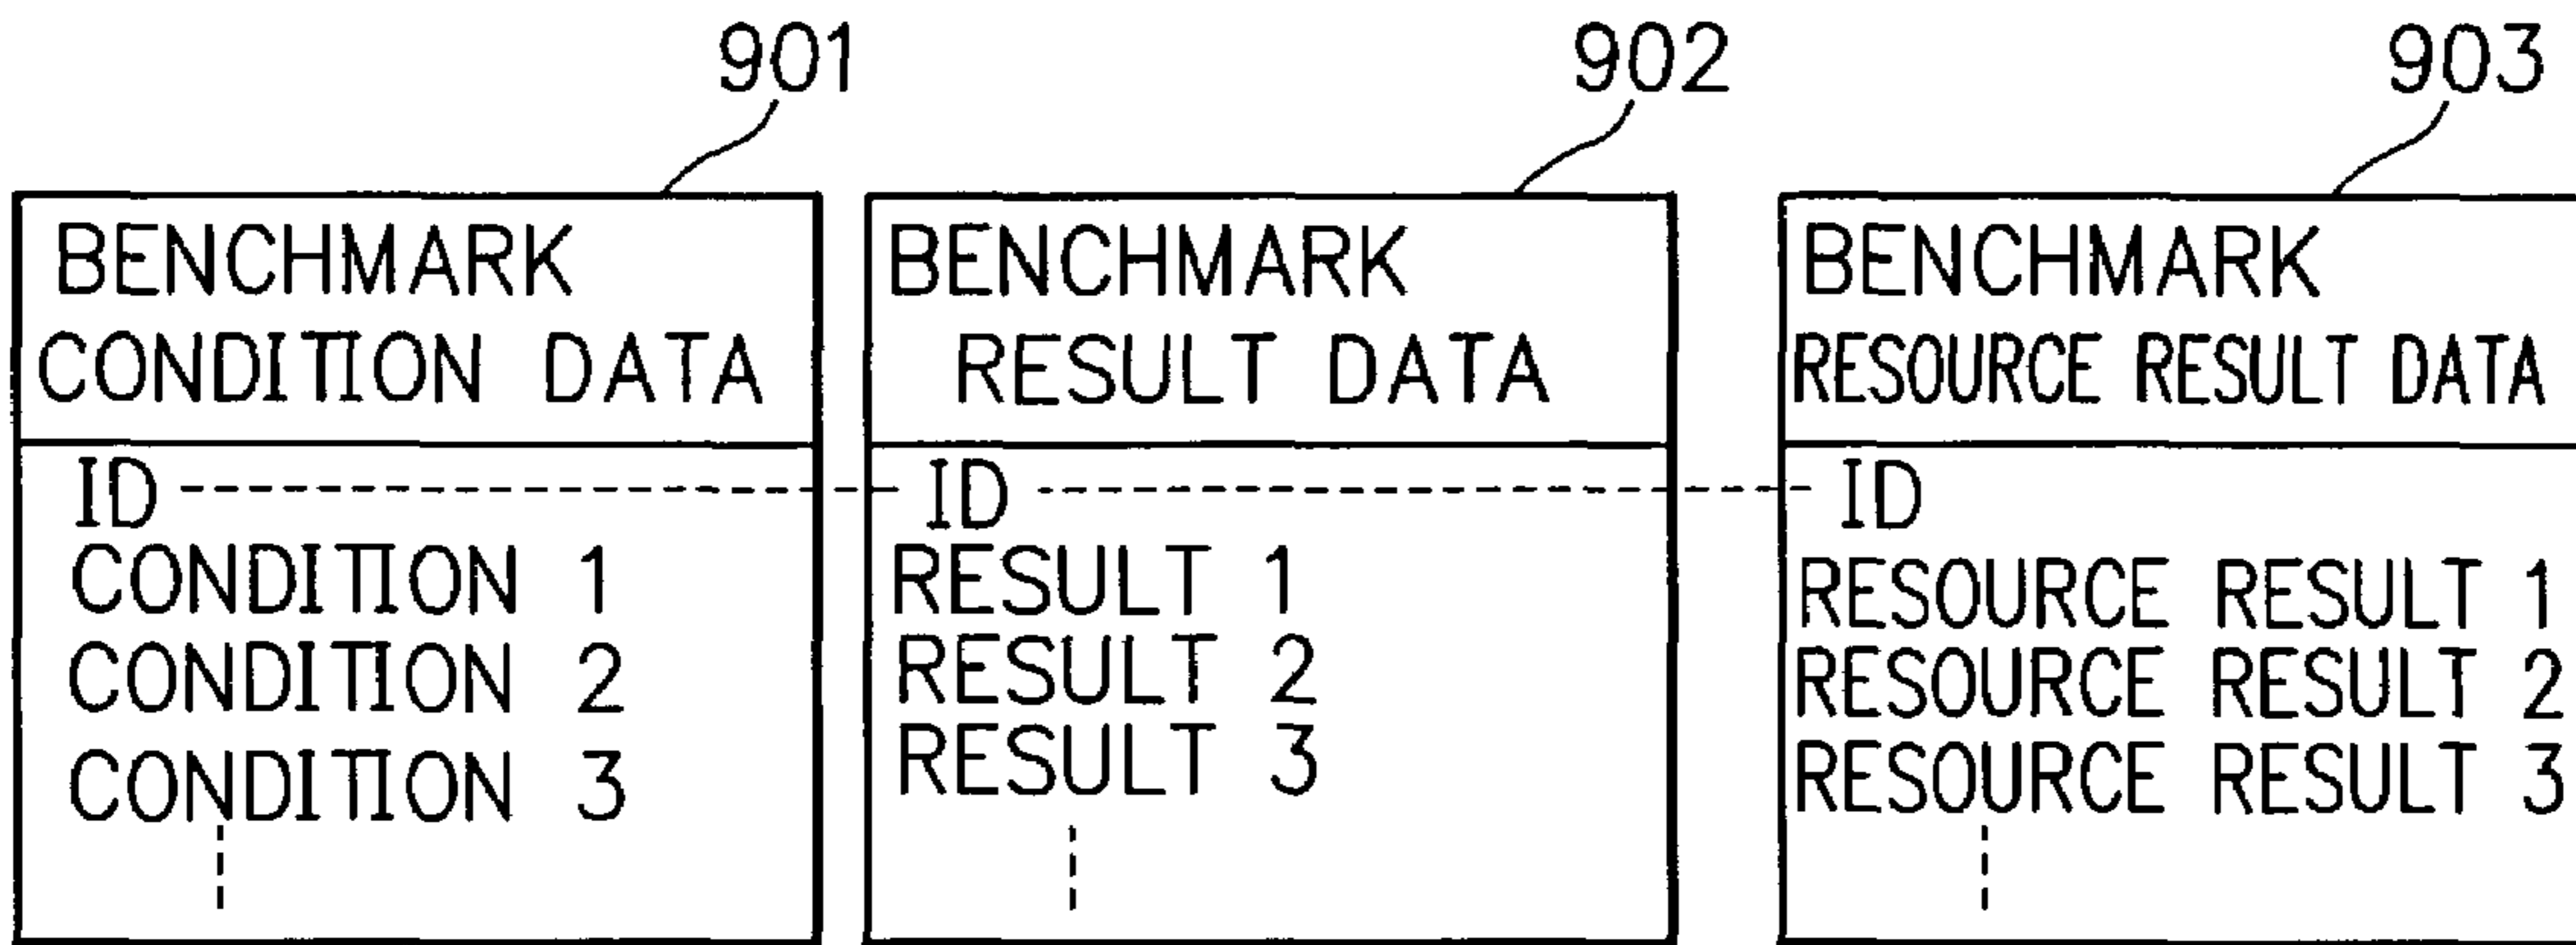 901
902
903
BENCHMARK
CONDITION DATA
ID
CONDITION 1
CONDITION 2
CONDITION 3
BENCHMARK
RESULT DATA
ID
RESULT 1
RESULT 2
RESULT 3
BENCHMARK
RESOURCE RESULT DATA
ID
RESOURCE RESULT 1
RESOURCE RESULT 2
RESOURCE RESULT 3